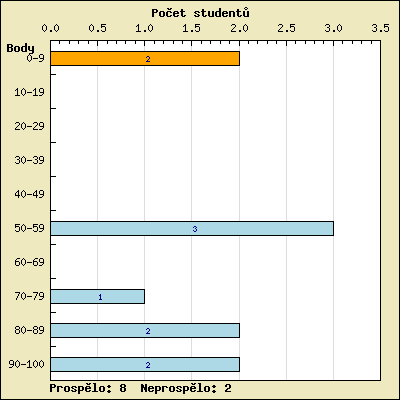 Počet studentů
0.0 0.5 1.0 1.5 2.0 2.5 3.0 3.5
Body
0-9 2
10-19
20-29
30-39
40-49
50-59 3
60-69
70-79 1
80-89 2
90-100 2
Prospělo: 8 Neprospělo: 2